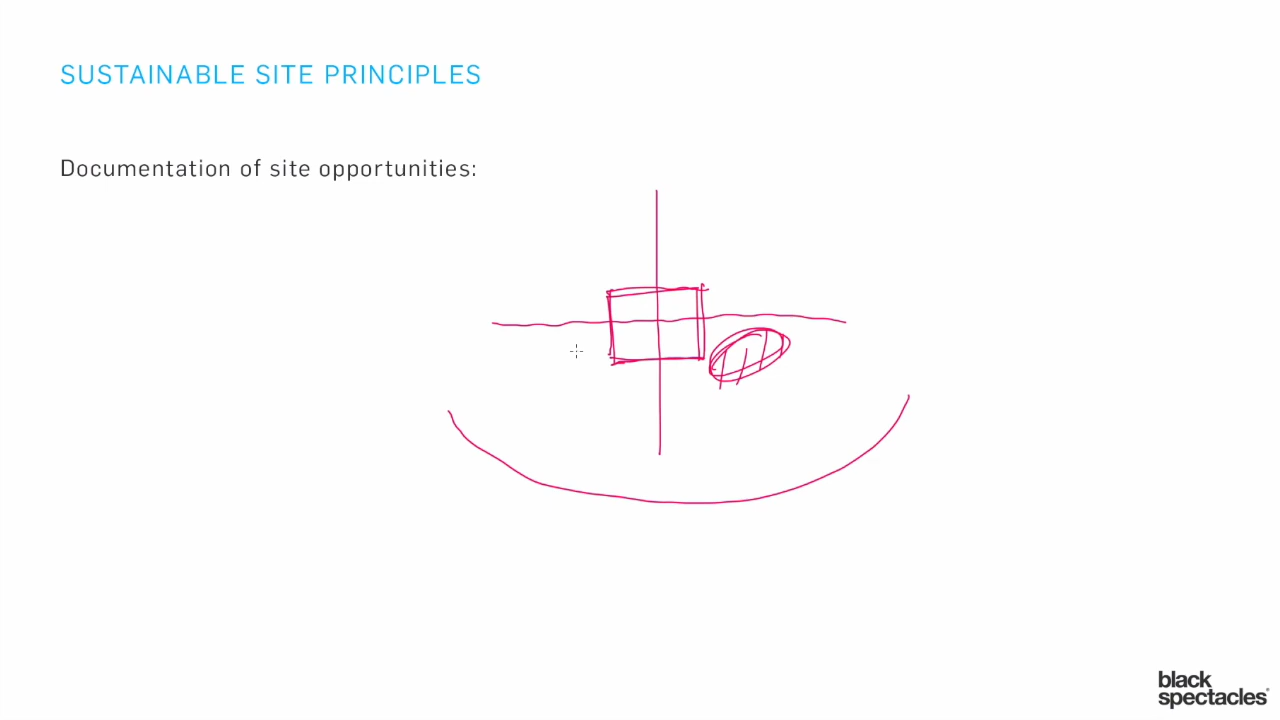 SUSTAINABLE SITE PRINCIPLES
Documentation of site opportunities:
black
spectacles®